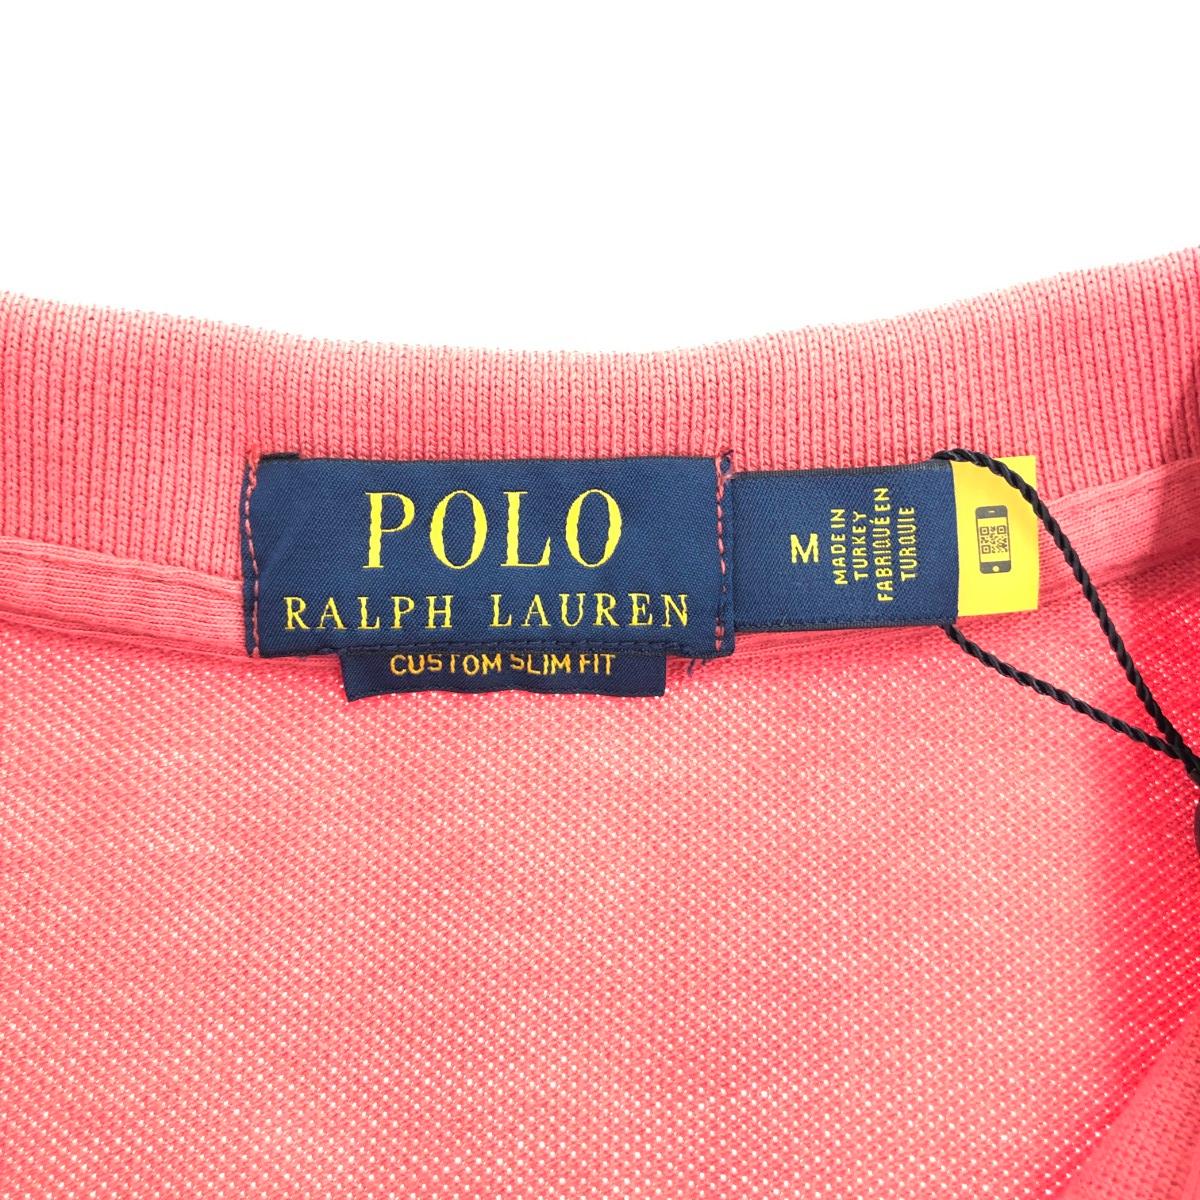 POLO
RALPH LAUREN
CUSTOM SLIM FIT
M
MADE IN
TURKEY
FABRIQUÉ EN
TURQUIE